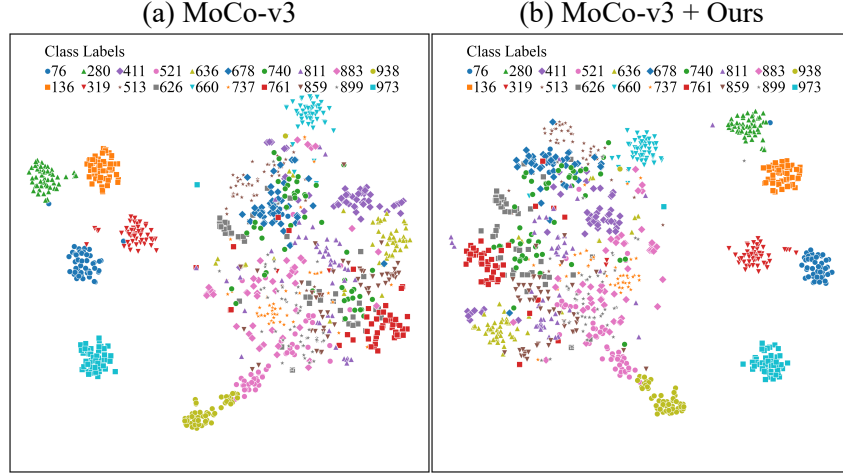 (a) MoCo-v3
(b) MoCo-v3 + Ours
Class Labels
76 280 411 521 636 678 740 811 883 938
136 319 513 626 660 737 761 859 899 973
Class Labels
76 280 411 521 636 678 740 811 883 938
136 319 513 626 660 737 761 859 899 973